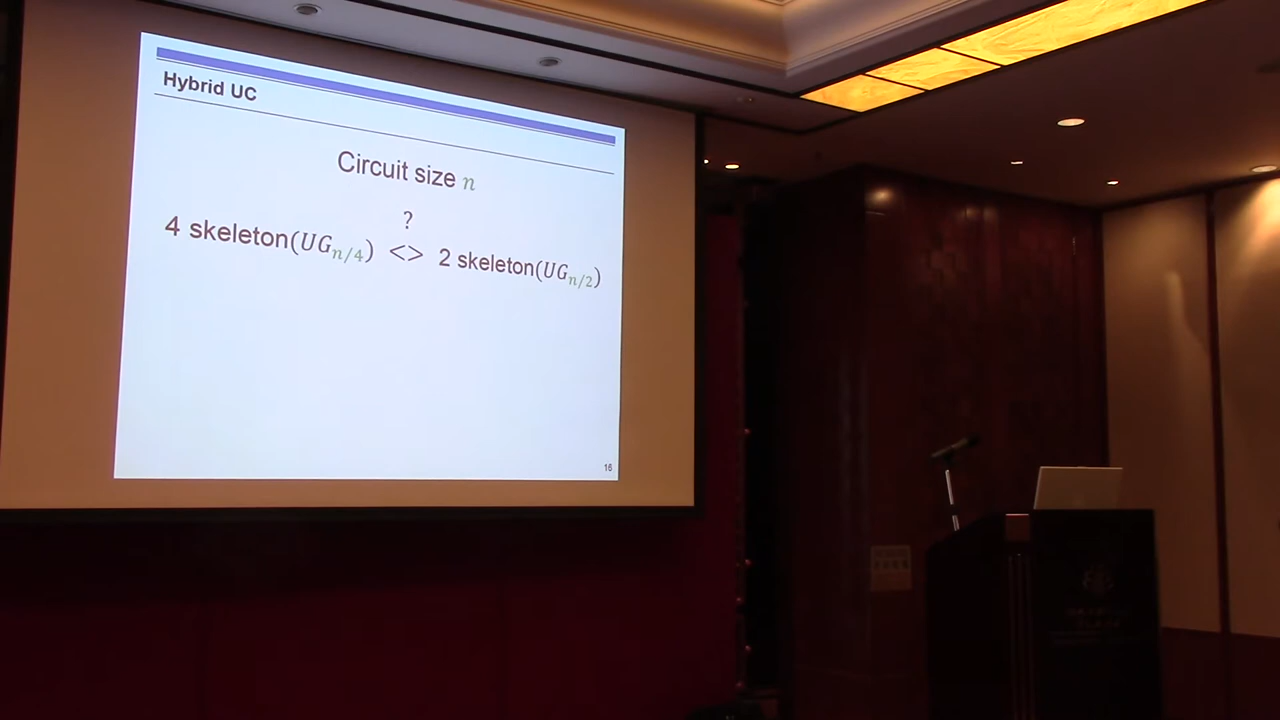 Hybrid UC
Circuit size n
?
4 skeleton(UG_{n/4}) <> 2 skeleton(UG_{n/2})
16